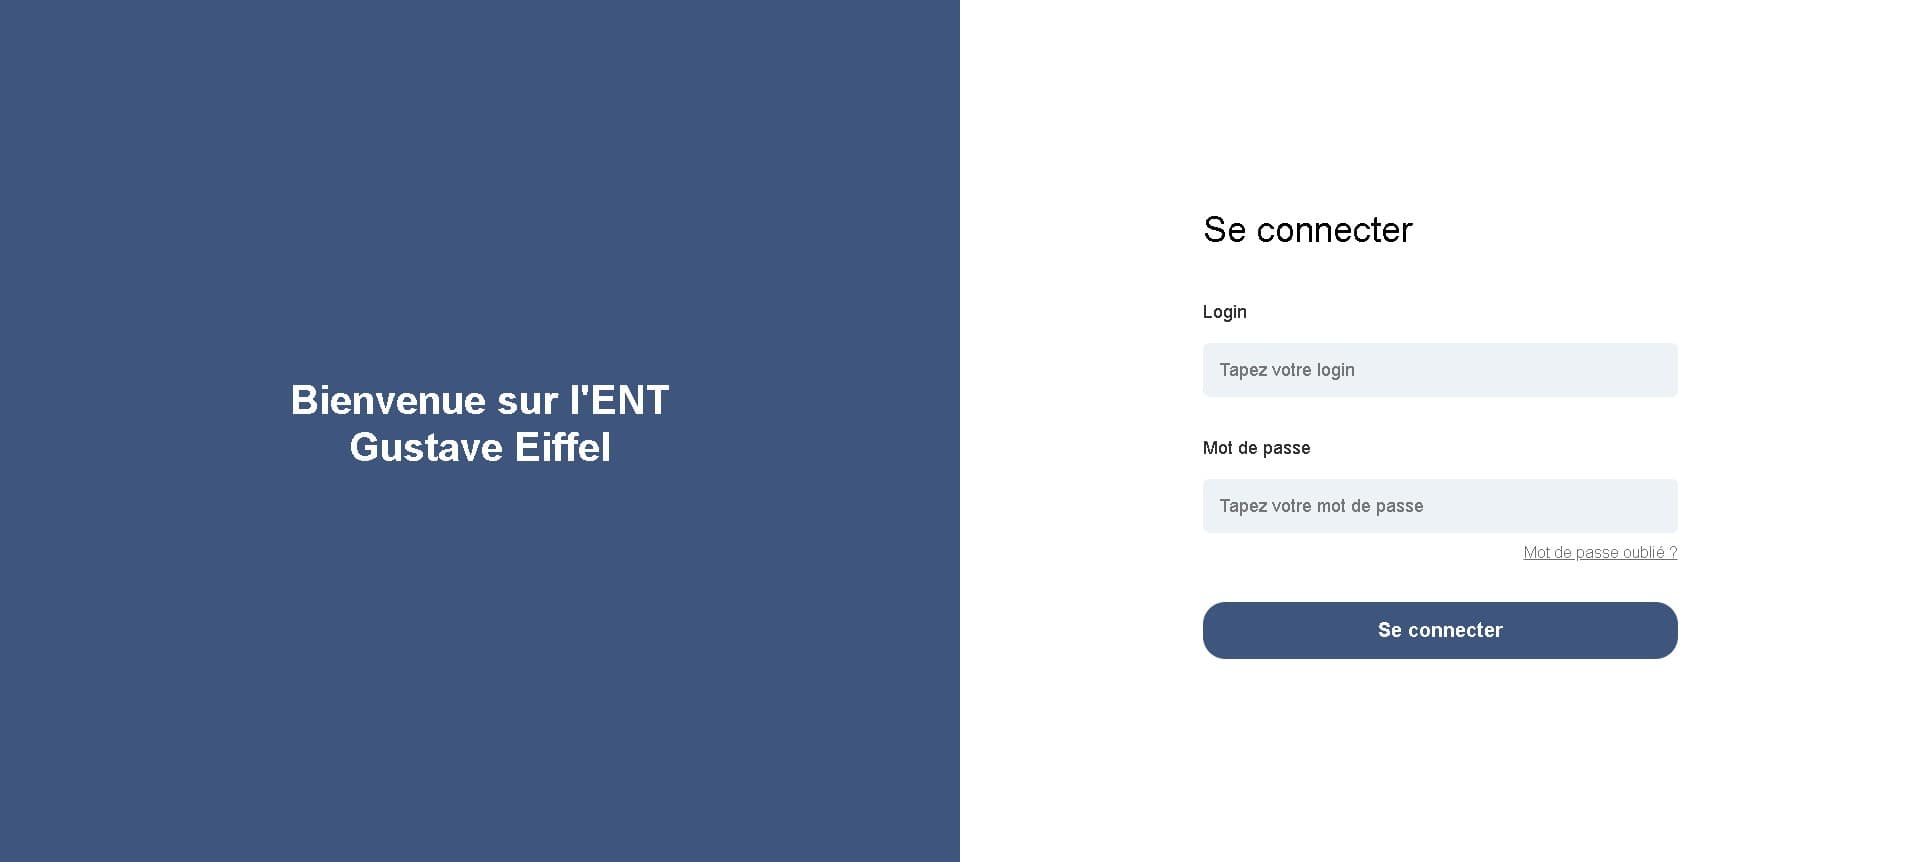 Bienvenue sur l'ENT
Gustave Eiffel
Se connecter
Login
Tapez votre login
Mot de passe
Tapez votre mot de passe
Mot de passe oublié ?
Se connecter